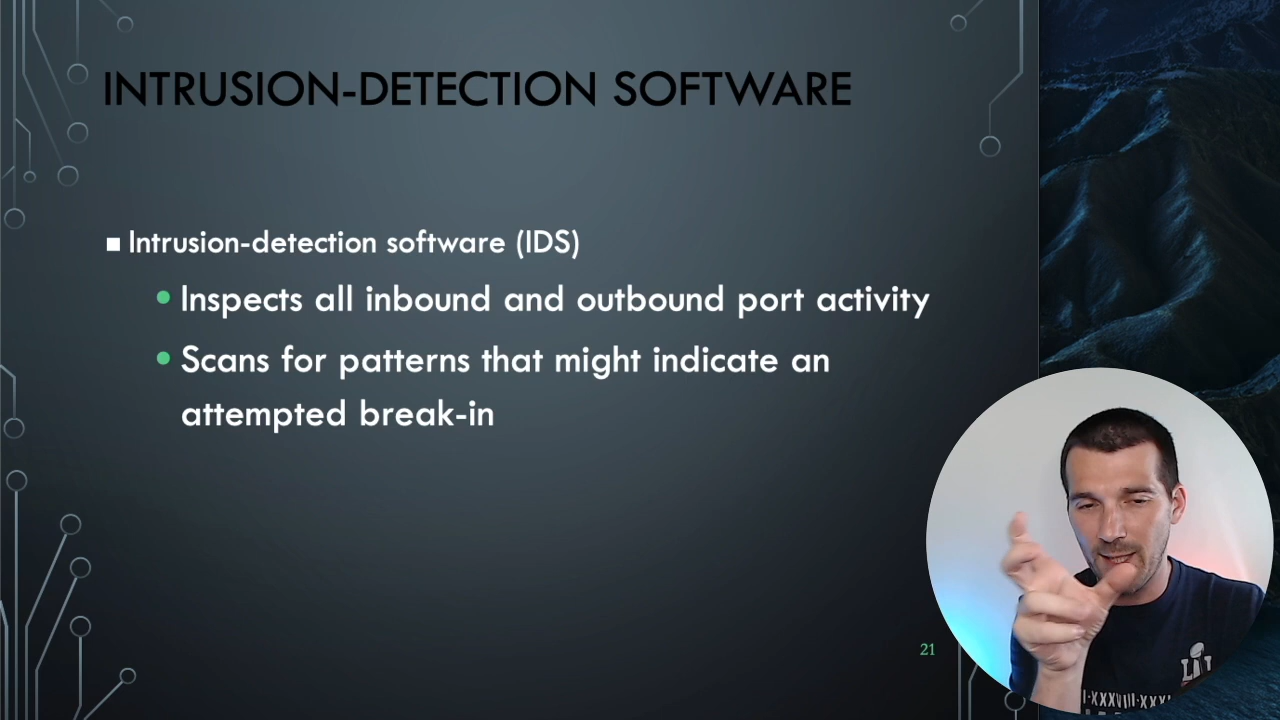 INTRUSION-DETECTION SOFTWARE
Intrusion-detection software (IDS)
Inspects all inbound and outbound port activity
Scans for patterns that might indicate an
attempted break-in
21